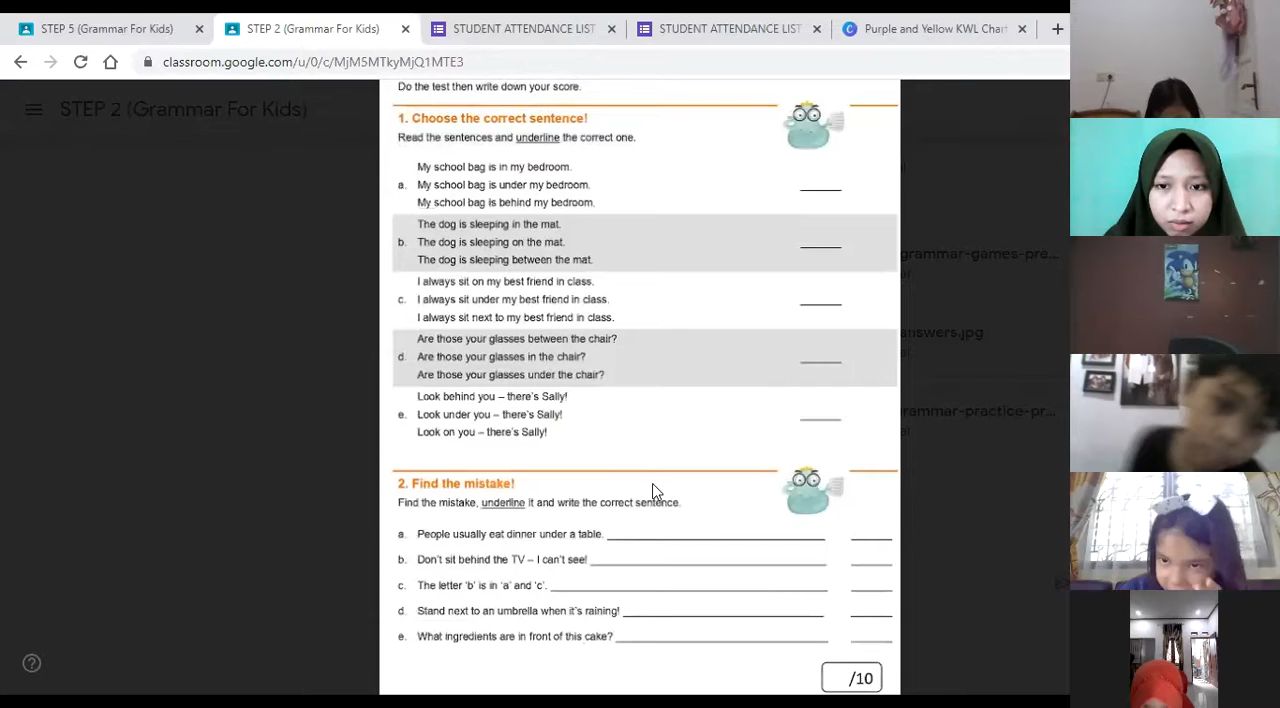 STEP 5 (Grammar For Kids)
STEP 2 (Grammar For Kids)
STUDENT ATTENDANCE LIST
STUDENT ATTENDANCE LIST
Purple and Yellow KWL Chart
classroom.google.com/u/0/c/MjM5MTkyMjQ1MTE3
STEP 2 (Grammar For Kids)
Do the test then write down your score.
1. Choose the correct sentence!
Read the sentences and underline the correct one.
My school bag is in my bedroom.
a. My school bag is under my bedroom.
My school bag is behind my bedroom.
The dog is sleeping in the mat.
b. The dog is sleeping on the mat.
The dog is sleeping between the mat.
I always sit on my best friend in class.
c. I always sit under my best friend in class.
I always sit next to my best friend in class.
Are those your glasses between the chair?
d. Are those your glasses in the chair?
Are those your glasses under the chair?
Look behind you – there's Sally!
e. Look under you – there's Sally!
Look on you – there's Sally!
2. Find the mistake!
Find the mistake, underline it and write the correct sentence.
a. People usually eat dinner under a table.
b. Don't sit behind the TV – I can't see!
c. The letter 'b' is in 'a' and 'c'.
d. Stand next to an umbrella when it's raining!
e. What ingredients are in front of this cake?
/10
grammar-games-pre...
answers.jpg
grammar-practice-pr...